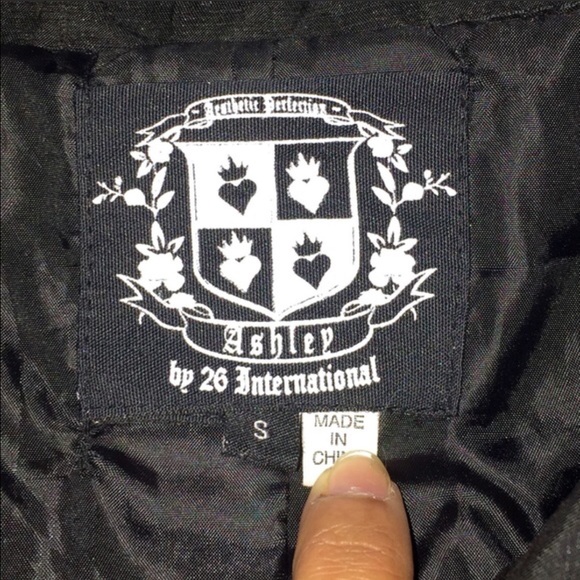 Aesthetic Perfection
Ashley
by 26 International
S
MADE
IN
CHIN